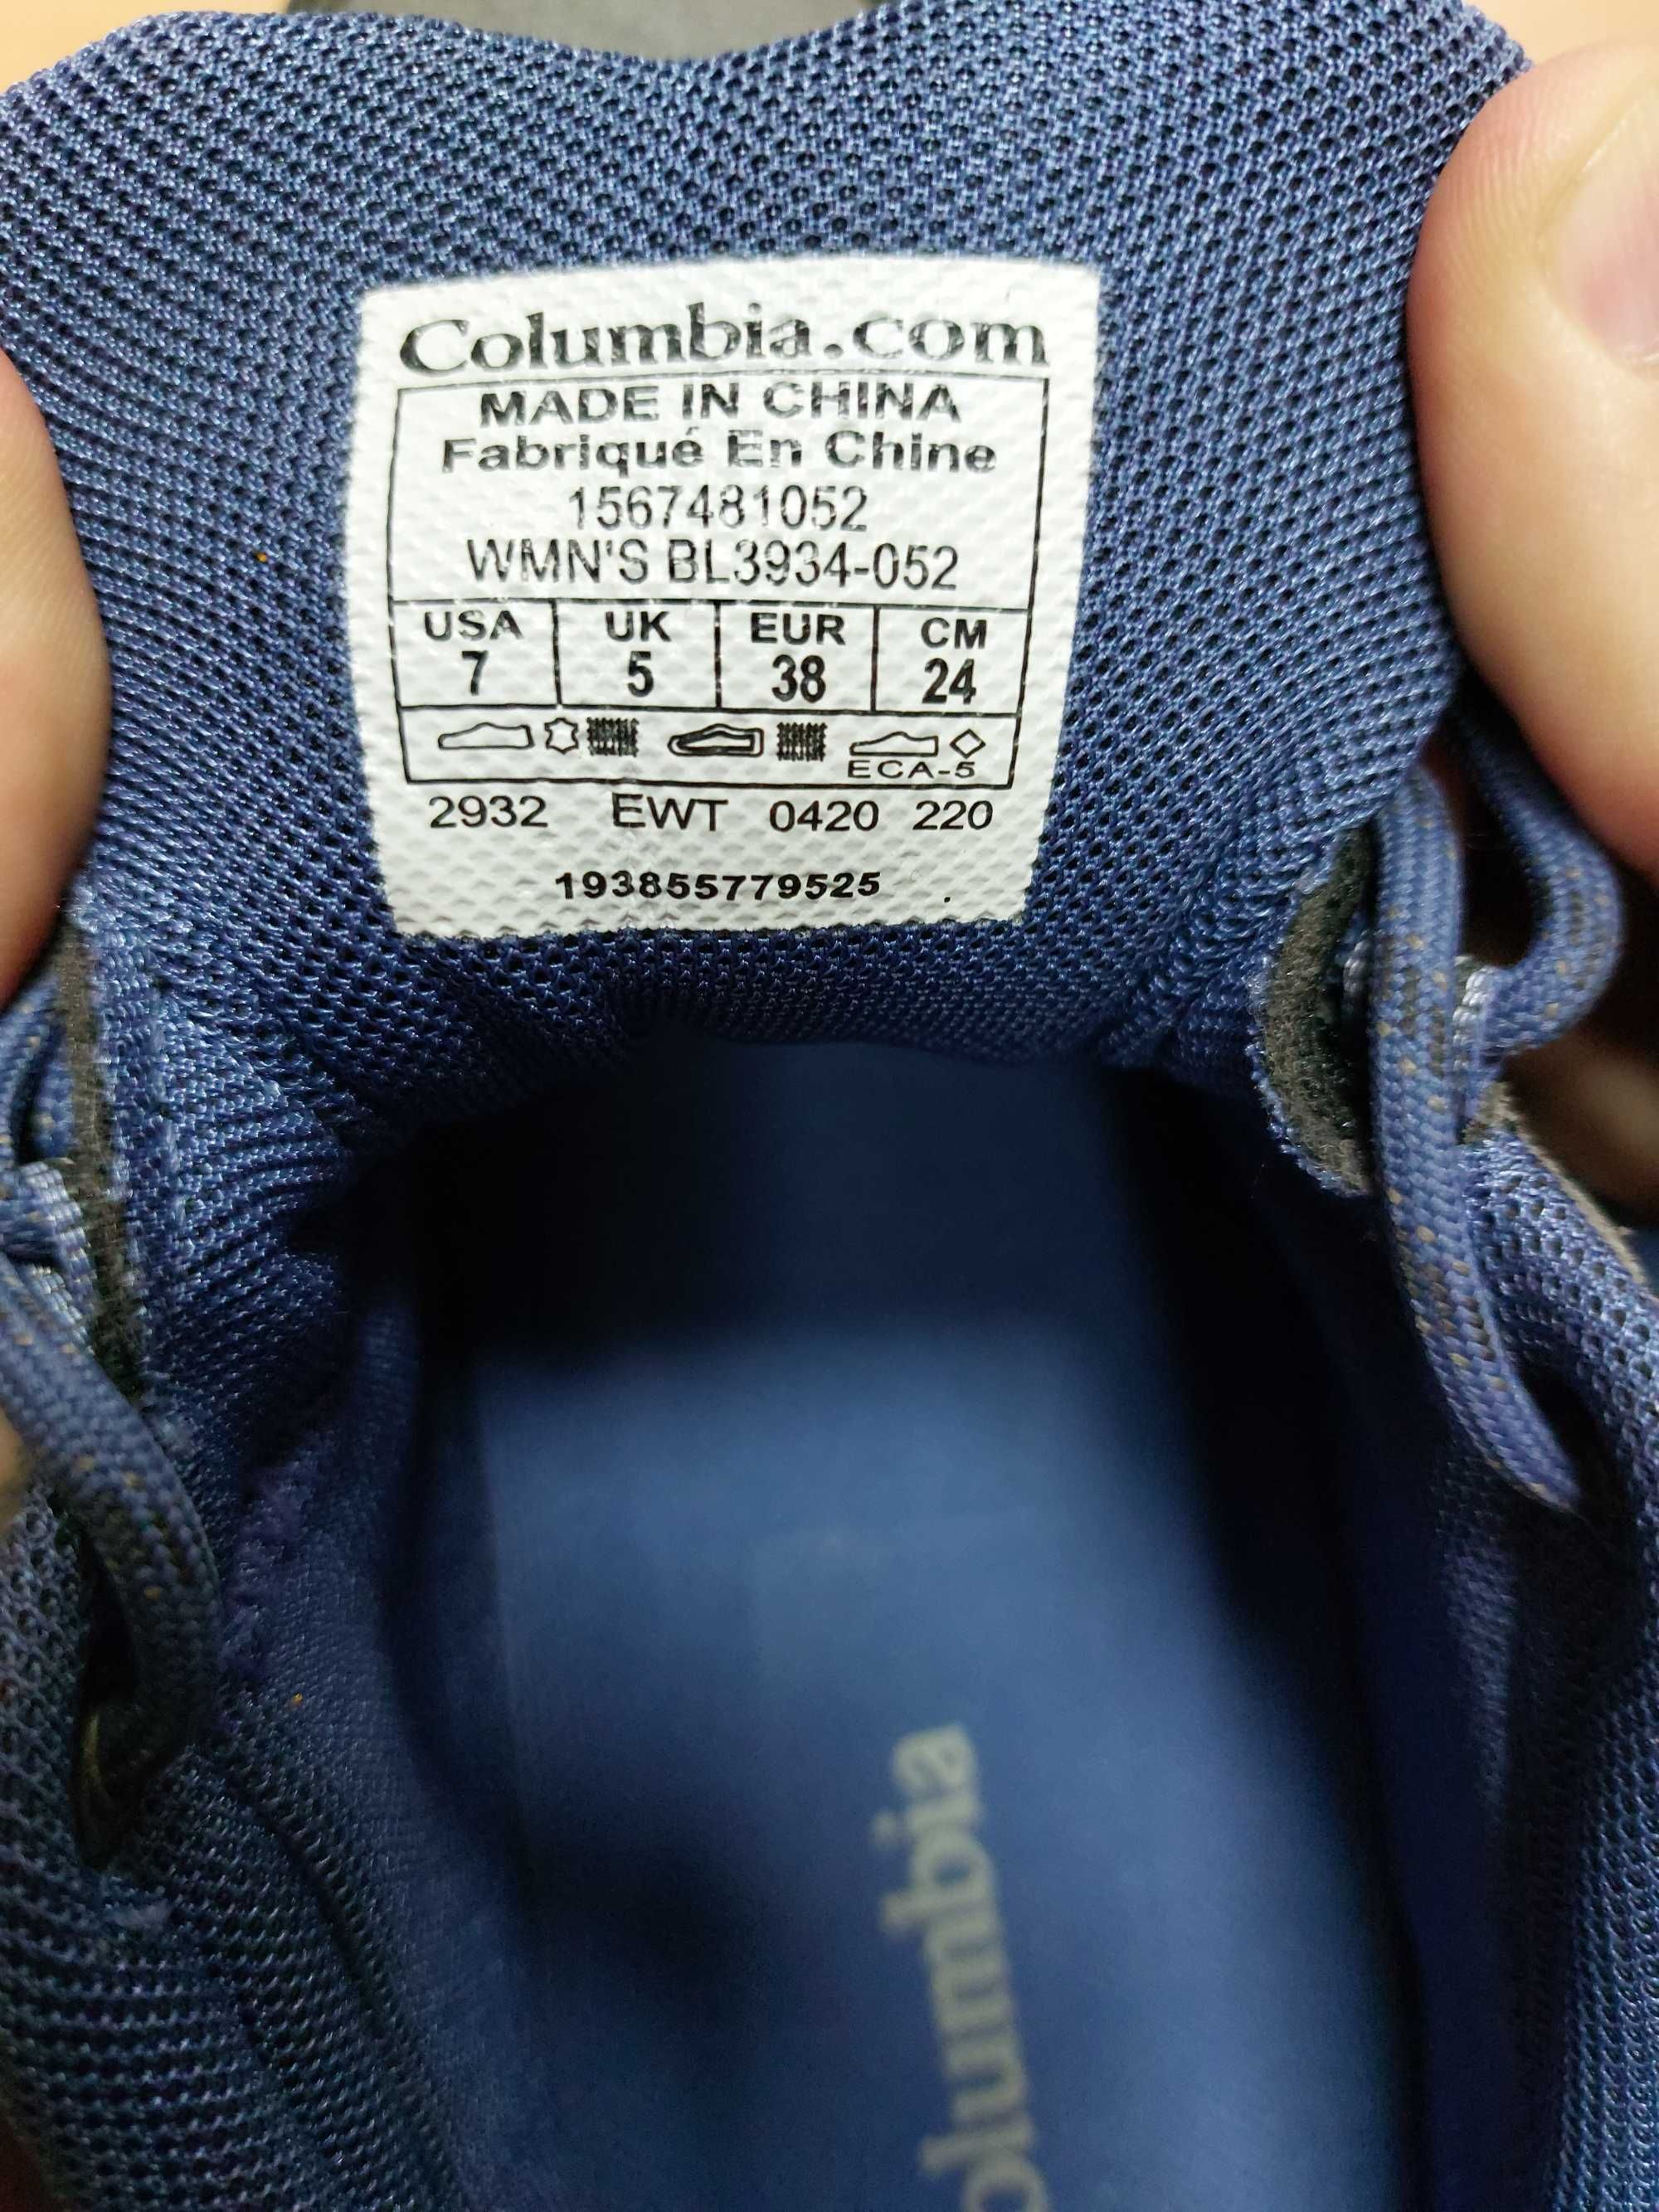 Columbia.com
MADE IN CHINA
Fabriqué En Chine
1567481052
WMN'S BL3934-052
USA UK EUR CM
7 5 38 24
ECA-5
2932 EWT 0420 220
193855779525
olumbia